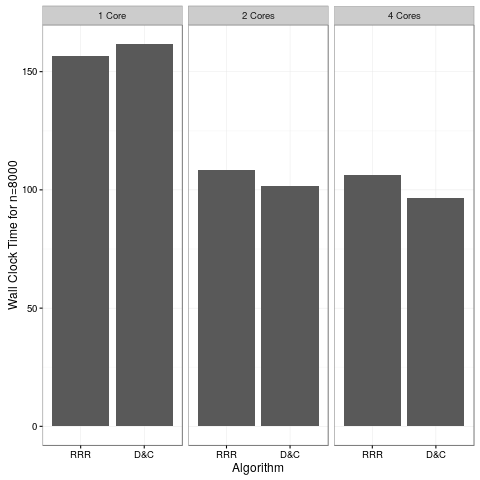 1 Core 2 Cores 4 Cores
Wall Clock Time for n=8000
150
100
50
0
RRR D&C RRR D&C RRR D&C
Algorithm